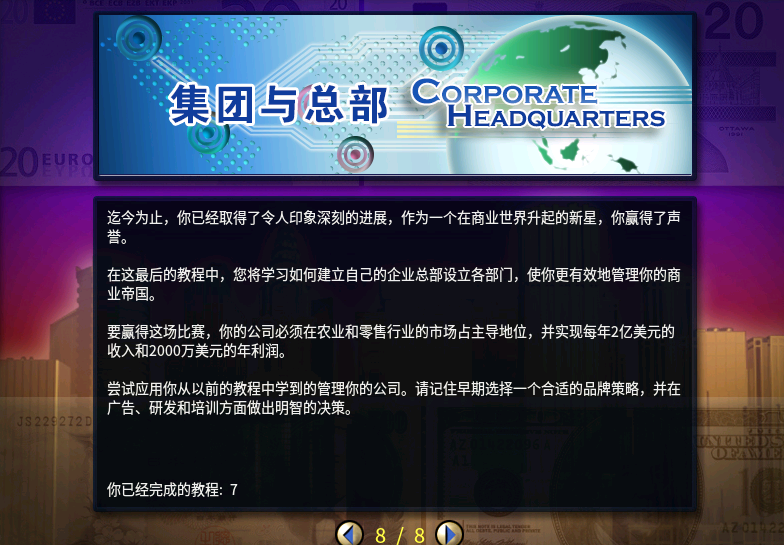 20
20
集团与总部
CORPORATE
HEADQUARTERS
OTTAWA
20 EURO
迄今为止，你已经取得了令人印象深刻的进展，作为一个在商业世界升起的新星，你赢得了声
誉。
在这最后的教程中，您将学习如何建立自己的企业总部设立各部门，使你更有效地管理你的商
业帝国。
要赢得这场比赛，你的公司必须在农业和零售行业的市场占主导地位，并实现每年2亿美元的
收入和2000万美元的年利润。
尝试应用你从以前的教程中学到的管理你的公司。请记住早期选择一个合适的品牌策略，并在
广告、研发和培训方面做出明智的决策。
JS229272D
你已经完成的教程: 7
8 / 8